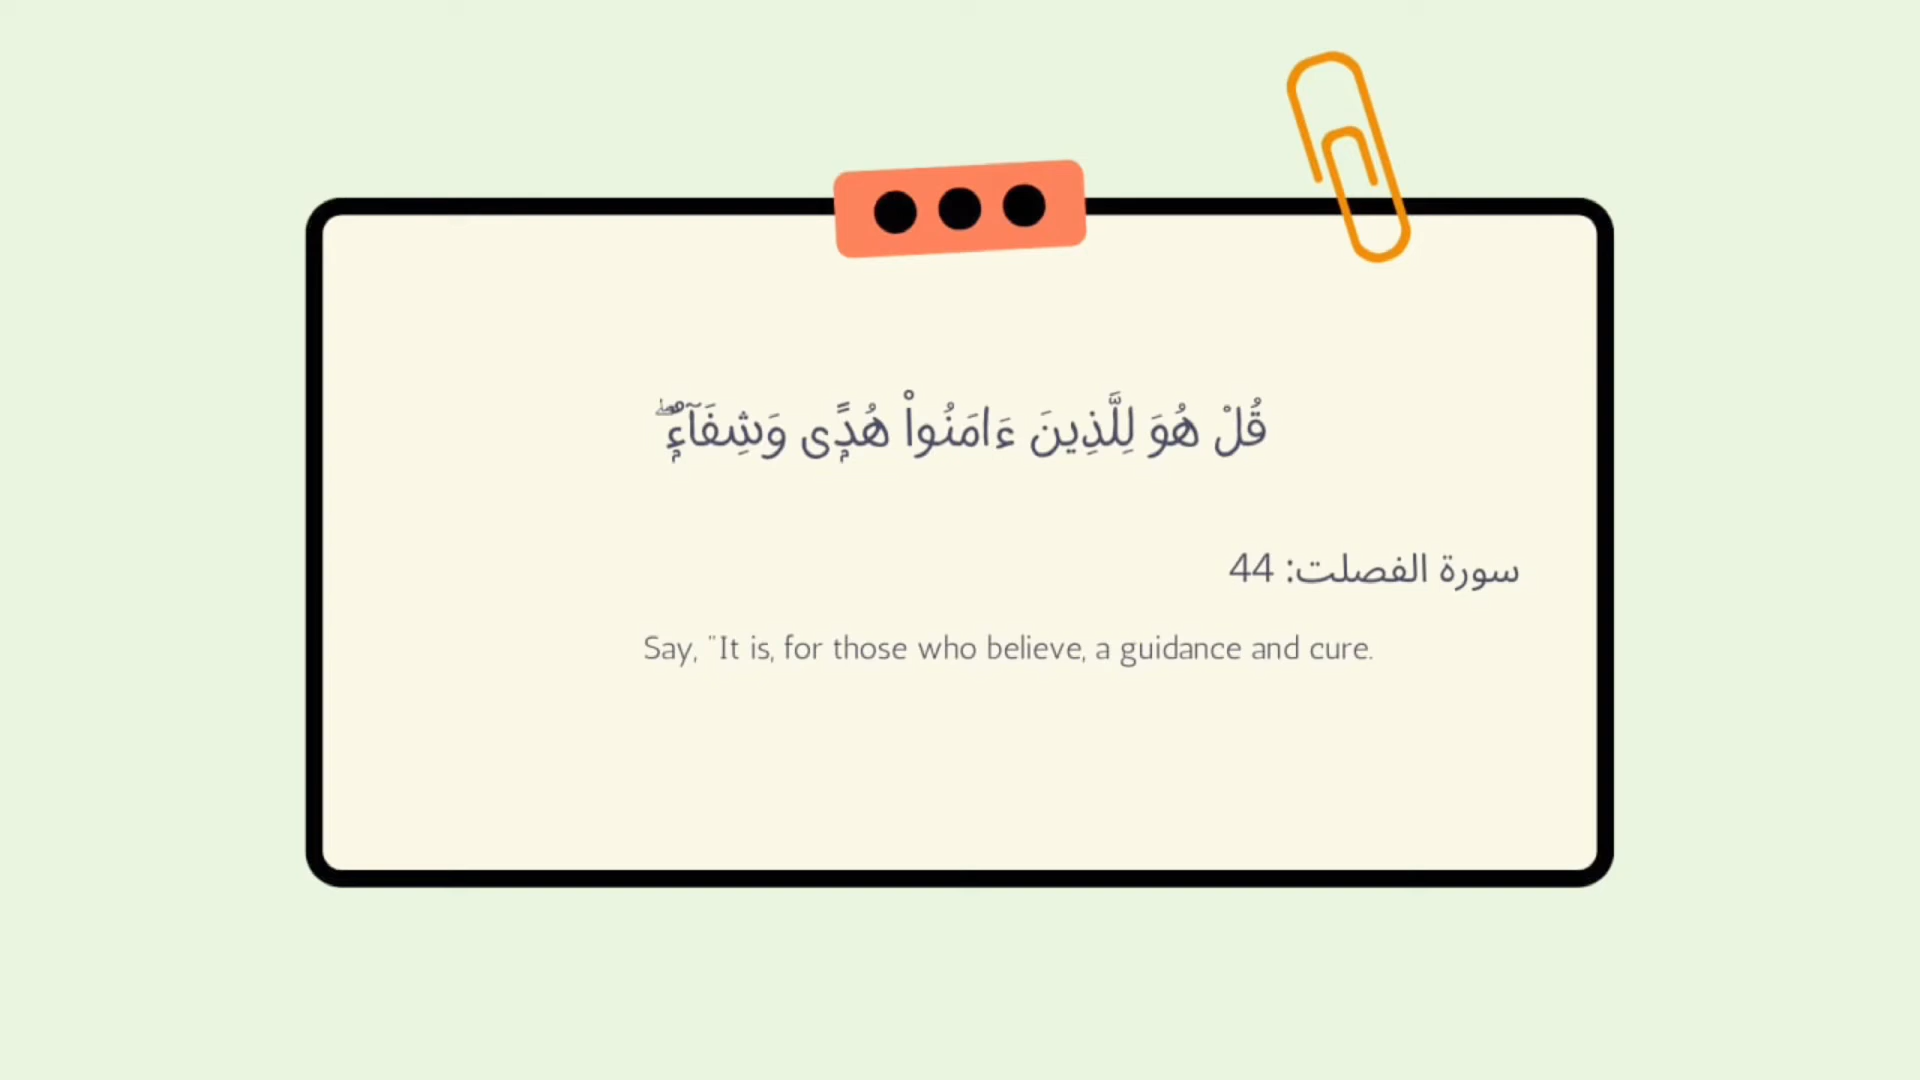 قُلْ هُوَ لِلَّذِينَ ءَامَنُواْ هُدًۭى وَشِفَآءٌۭ ۖ
سورة الفصلت: 44
Say, "It is, for those who believe, a guidance and cure.